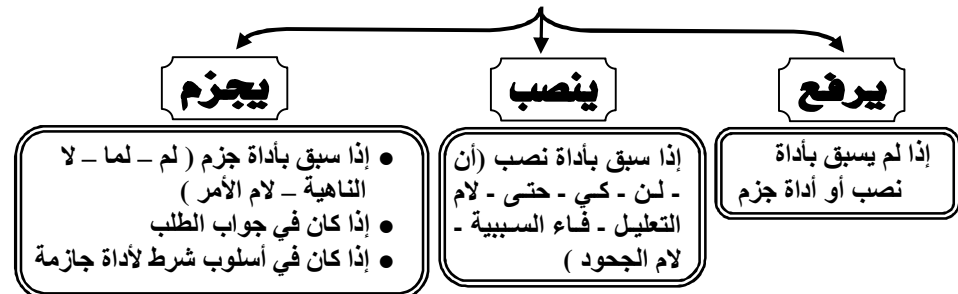 يرفع
إذا لم يسبق بأداة
نصب أو أداة جزم
ينصب
إذا سبق بأداة نصب (أن
- لن - كي - حتى - لام
التعليل - فاء السببية -
لام الجحود )
يجزم
● إذا سبق بأداة جزم ( لم – لما – لا
الناهية – لام الأمر )
● إذا كان في جواب الطلب
● إذا كان في أسلوب شرط لأداة جازمة